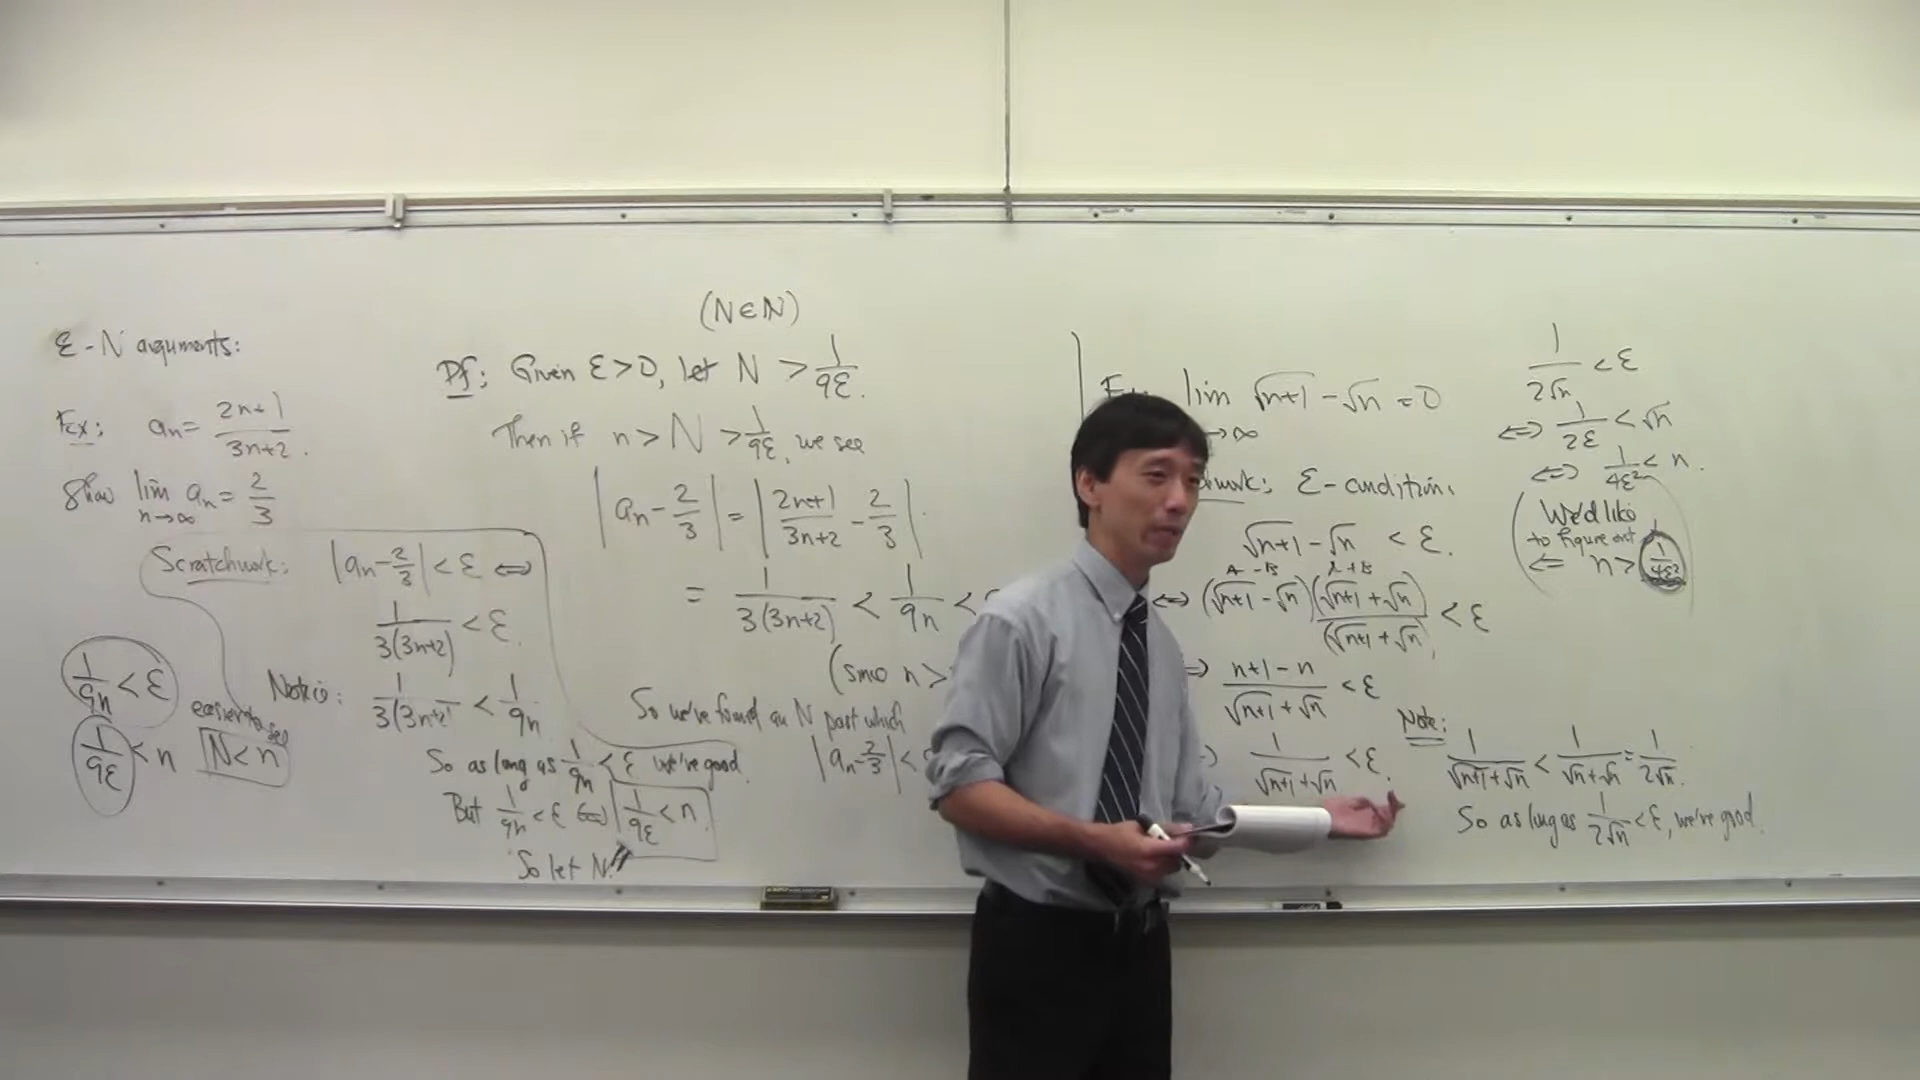 ε-N arguments:
Ex: an = 2n+1 / 3n+2 .
Show lim n→∞ an = 2/3
Scratchwork: |an - 2/3| < ε ⟺
1 / 3(3n+2) < ε.
Note: 1 / 3(3n+2) < 1/9n
So as long as 1/9n < ε we're good.
But 1/9n < ε ⟺ 1/9ε < n.
So let N
1/9n < ε
1/9ε < n
easier to see
N < n
(N∈ℕ)
Pf: Given ε>0, let N > 1/9ε.
Then if n > N > 1/9ε, we see
|an - 2/3| = |2n+1 / 3n+2 - 2/3|.
= 1 / 3(3n+2) < 1/9n <
(since n >
So we've found an N past which
|an - 2/3| <
lim √n+1 - √n = 0
→∞
work: ε-condition:
√n+1 - √n < ε.
A - B A + B
⟺ (√n+1 - √n)(√n+1 + √n) / (√n+1 + √n) < ε
n+1-n / √n+1 + √n < ε
1 / √n+1 + √n < ε.
Note:
1 / √n+1 + √n < 1 / √n + √n = 1 / 2√n.
So as long as 1 / 2√n < ε, we're good.
1 / 2√n < ε
⟺ 1/2ε < √n
⟺ 1/4ε² < n.
(We'd like
to figure out
⟸ n > 1/4ε²